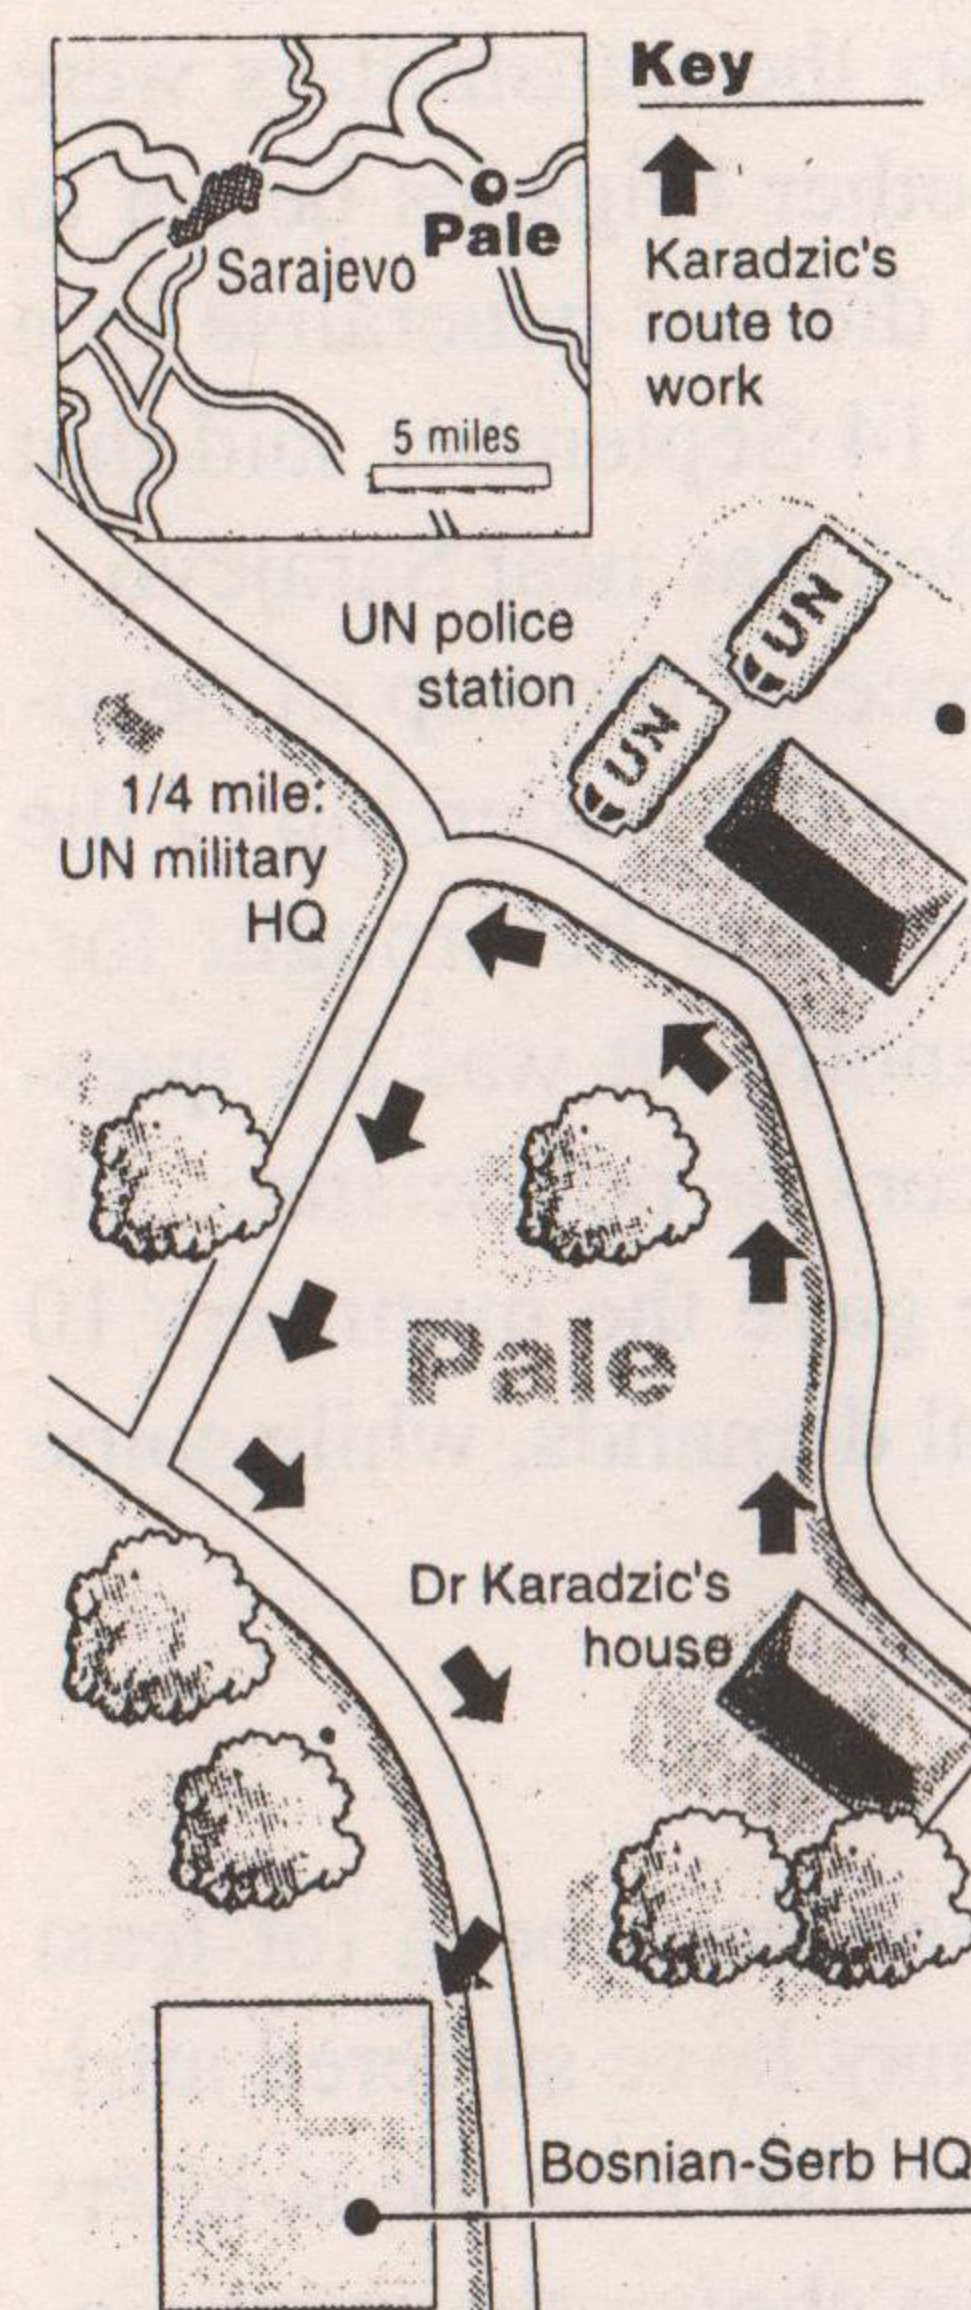 Key
Karadzic's
route to
work
Pale
Sarajevo
5 miles
UN police
station
UN
UN
1/4 mile:
UN military
HQ
Pale
Dr Karadzic's
house
Bosnian-Serb HQ